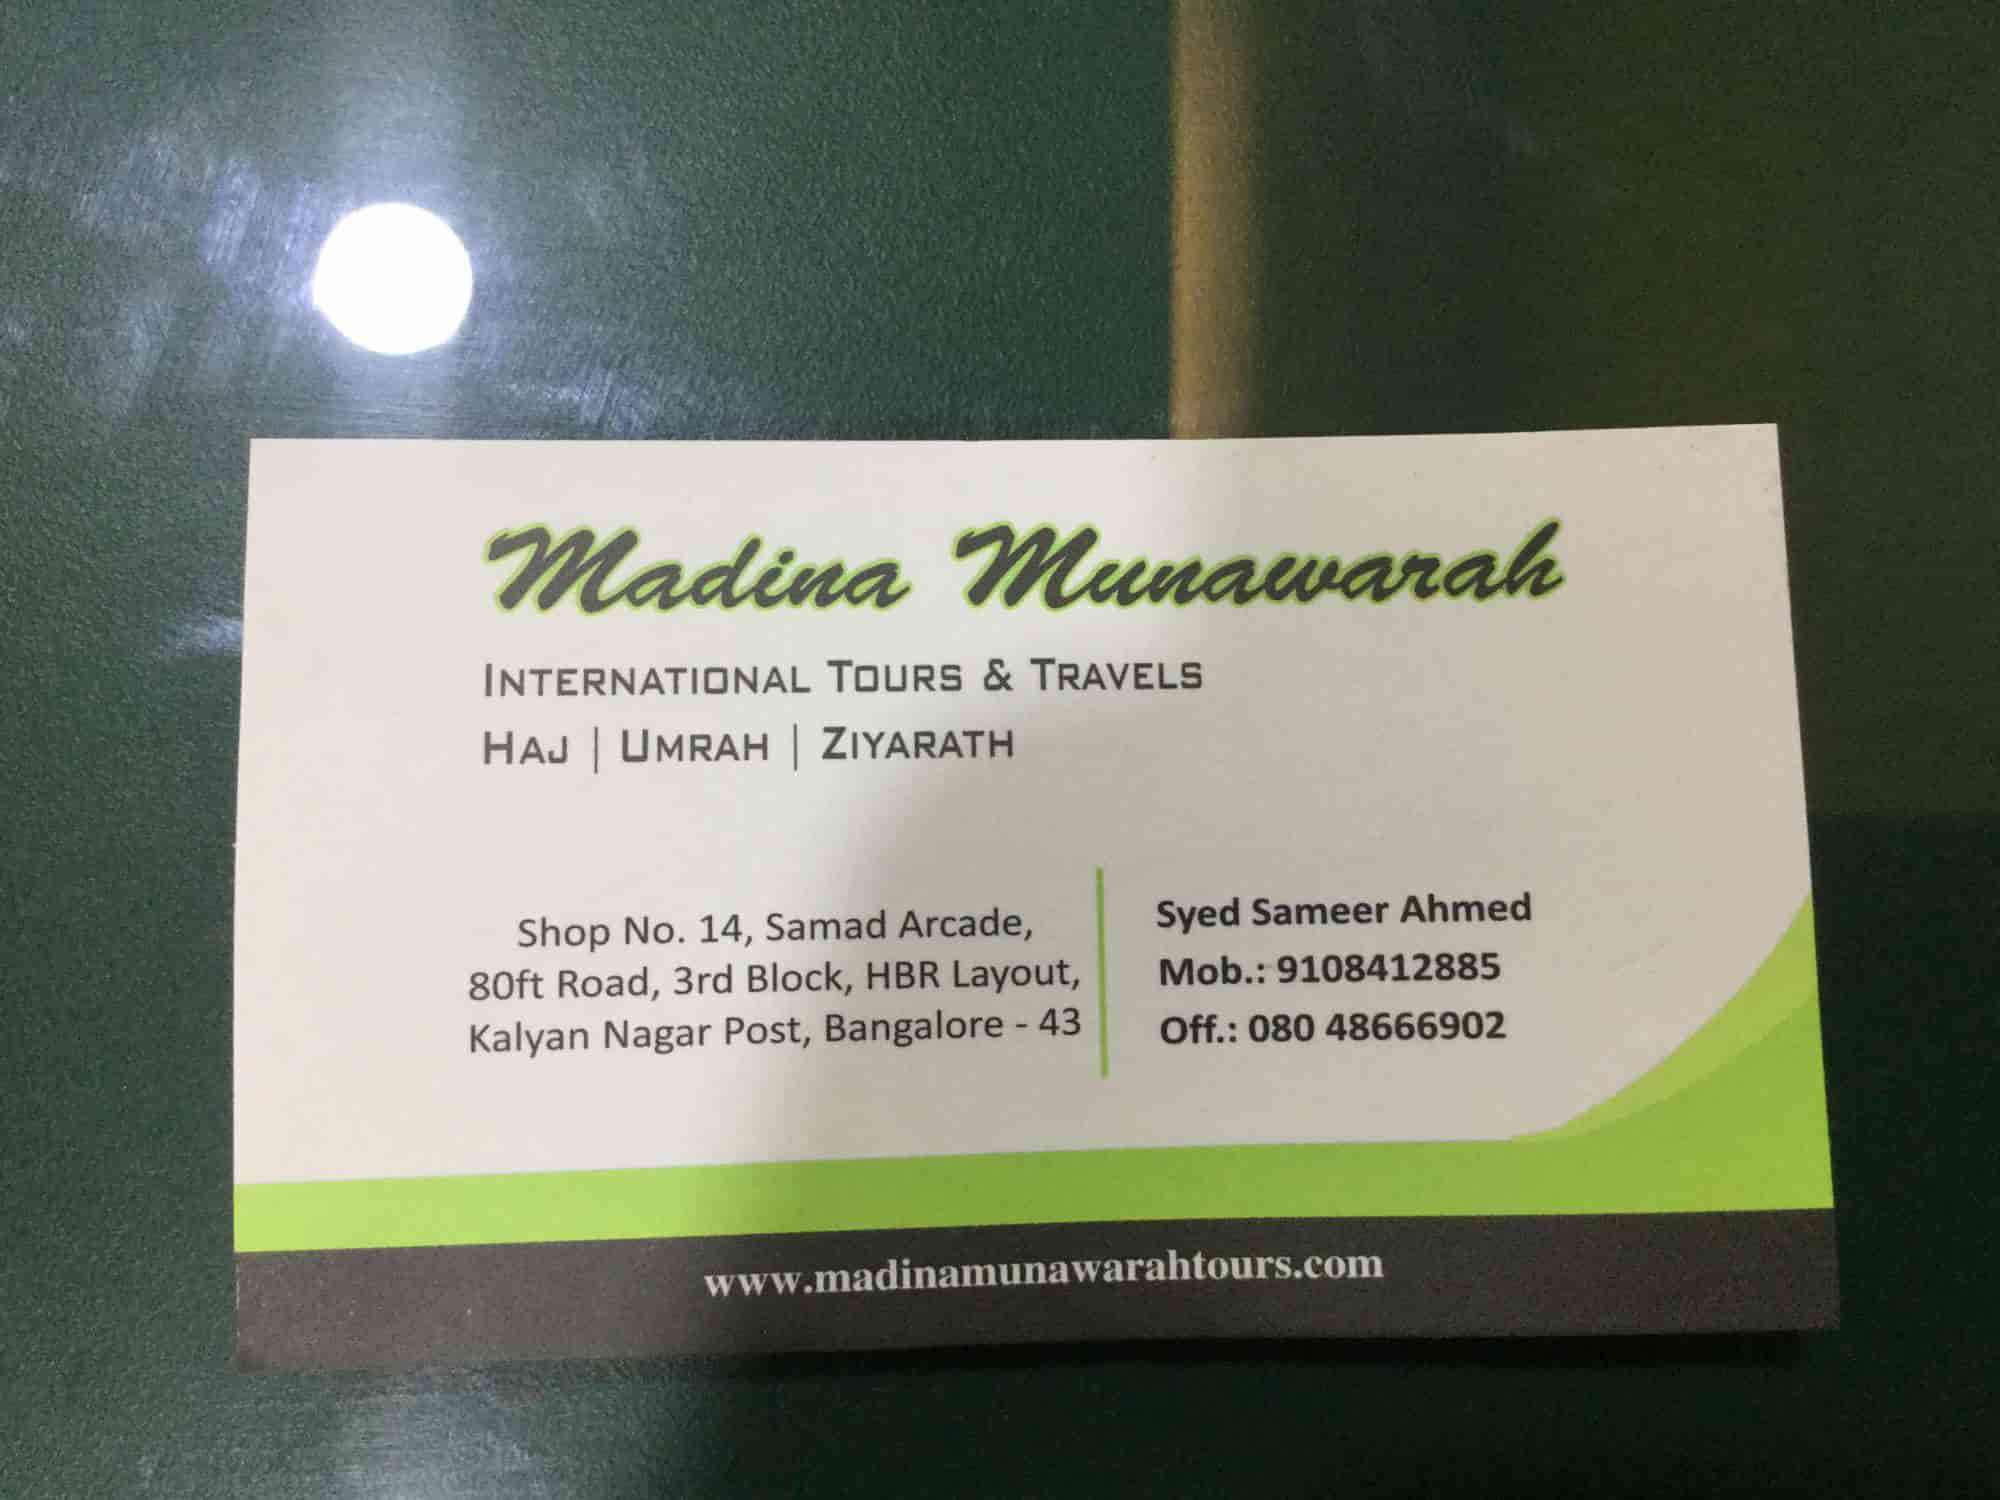 Madina Munawarah
International Tours & Travels
Haj | Umrah | Ziyarath
Shop No. 14, Samad Arcade,
80ft Road, 3rd Block, HBR Layout,
Kalyan Nagar Post, Bangalore - 43
Syed Sameer Ahmed
Mob.: 9108412885
Off.: 080 48666902
www.madinamunawarahtours.com